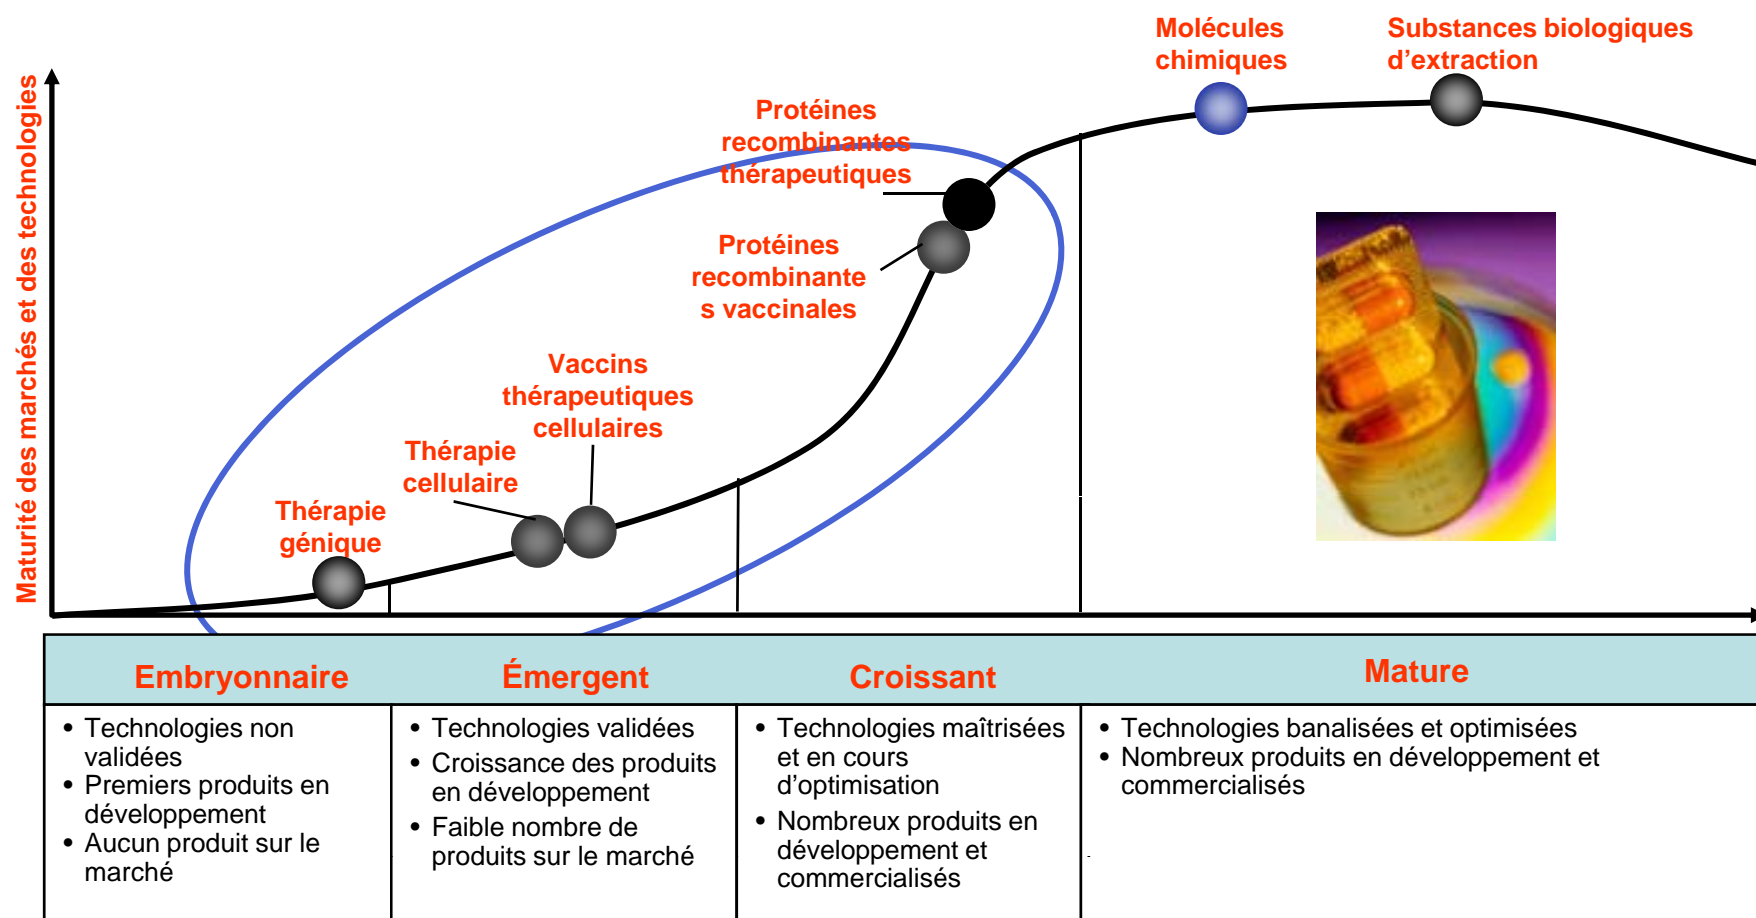 Molécules
chimiques
Substances biologiques
d’extraction
Protéines
recombinantes
thérapeutiques
Protéines
recombinante
s vaccinales
Vaccins
thérapeutiques
cellulaires
Thérapie
cellulaire
Thérapie
génique
Maturité des marchés et des technologies
Embryonnaire
Émergent
Croissant
Mature
• Technologies non
validées
• Premiers produits en
développement
• Aucun produit sur le
marché
• Technologies validées
• Croissance des produits
en développement
• Faible nombre de
produits sur le marché
• Technologies maîtrisées
et en cours
d’optimisation
• Nombreux produits en
développement et
commercialisés
• Technologies banalisées et optimisées
• Nombreux produits en développement et
commercialisés